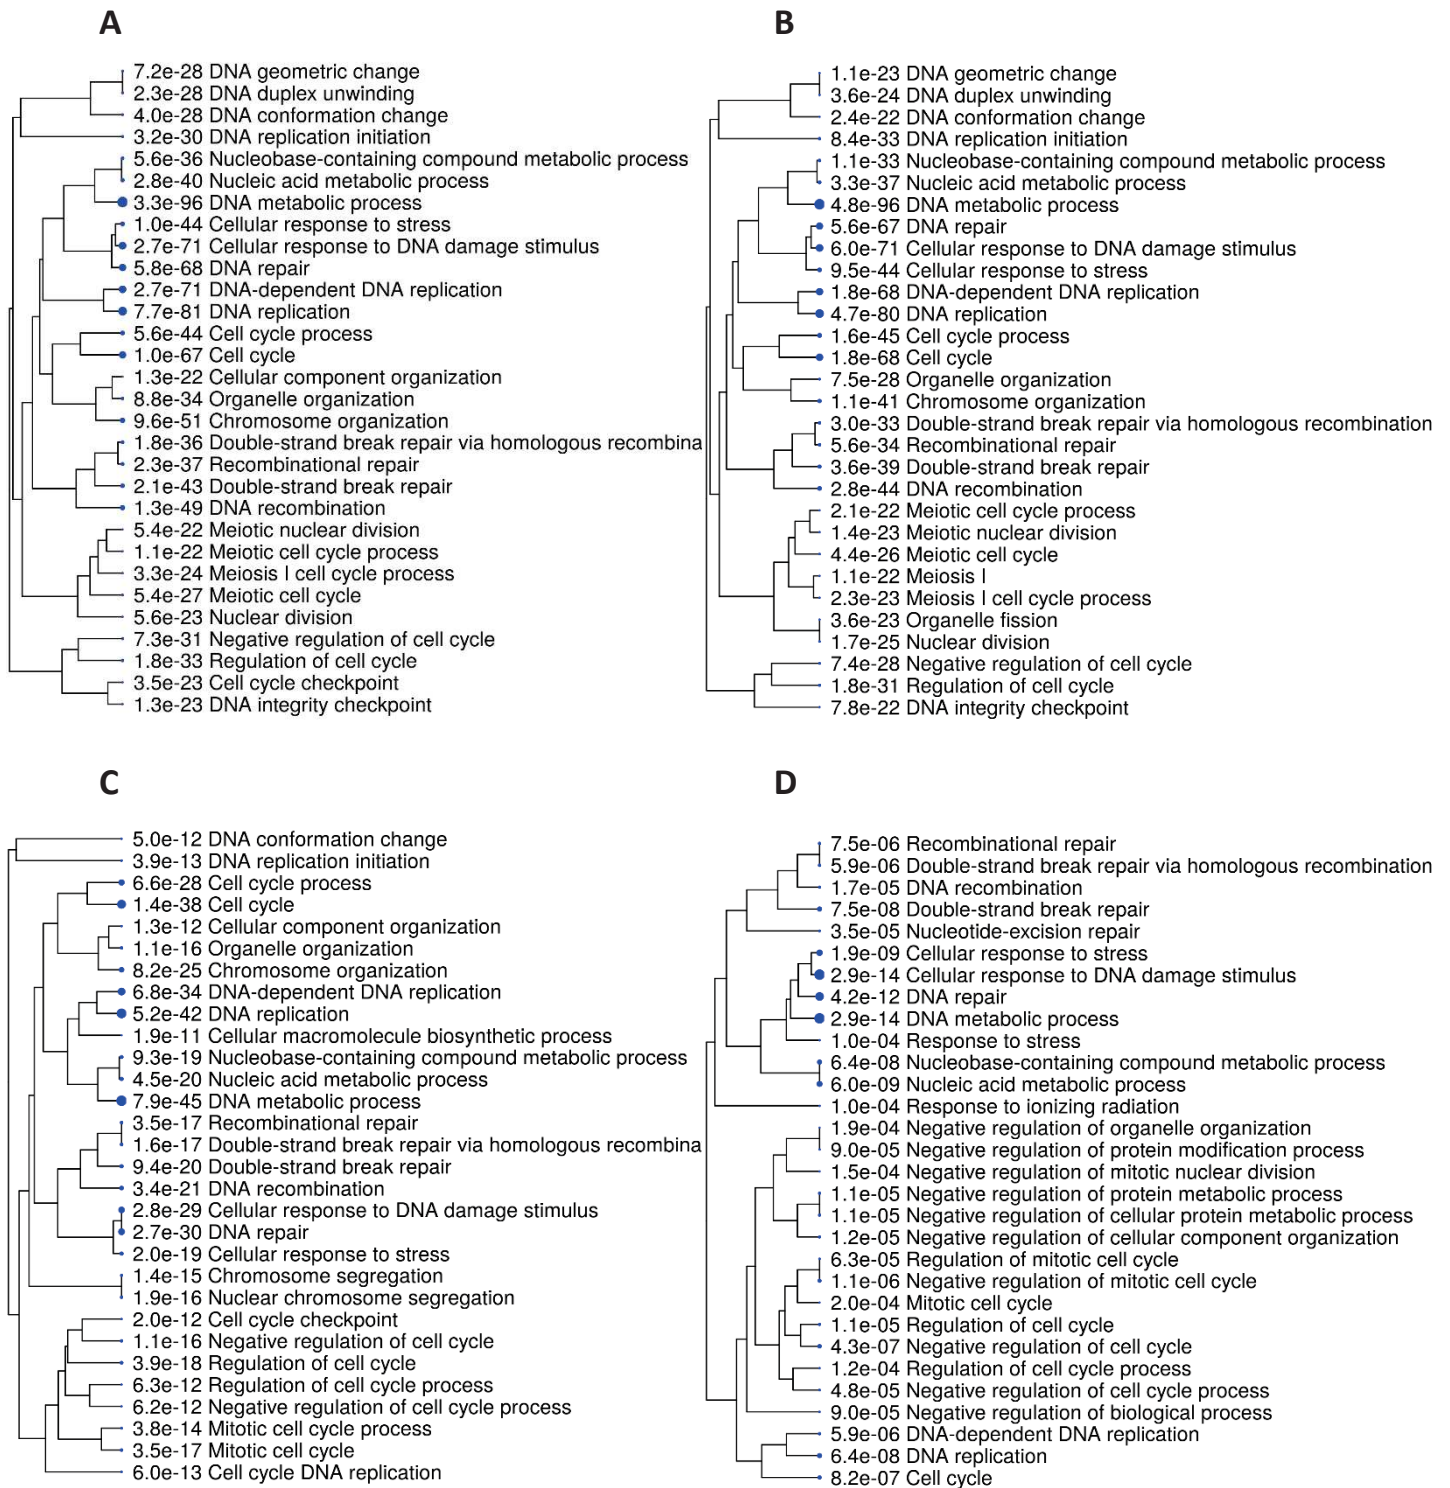 A
7.2e-28 DNA geometric change
2.3e-28 DNA duplex unwinding
4.0e-28 DNA conformation change
3.2e-30 DNA replication initiation
5.6e-36 Nucleobase-containing compound metabolic process
2.8e-40 Nucleic acid metabolic process
3.3e-96 DNA metabolic process
1.0e-44 Cellular response to stress
2.7e-71 Cellular response to DNA damage stimulus
5.8e-68 DNA repair
2.7e-71 DNA-dependent DNA replication
7.7e-81 DNA replication
5.6e-44 Cell cycle process
1.0e-67 Cell cycle
1.3e-22 Cellular component organization
8.8e-34 Organelle organization
9.6e-51 Chromosome organization
1.8e-36 Double-strand break repair via homologous recombina
2.3e-37 Recombinational repair
2.1e-43 Double-strand break repair
1.3e-49 DNA recombination
5.4e-22 Meiotic nuclear division
1.1e-22 Meiotic cell cycle process
3.3e-24 Meiosis I cell cycle process
5.4e-27 Meiotic cell cycle
5.6e-23 Nuclear division
7.3e-31 Negative regulation of cell cycle
1.8e-33 Regulation of cell cycle
3.5e-23 Cell cycle checkpoint
1.3e-23 DNA integrity checkpoint
B
1.1e-23 DNA geometric change
3.6e-24 DNA duplex unwinding
2.4e-22 DNA conformation change
8.4e-33 DNA replication initiation
1.1e-33 Nucleobase-containing compound metabolic process
3.3e-37 Nucleic acid metabolic process
4.8e-96 DNA metabolic process
5.6e-67 DNA repair
6.0e-71 Cellular response to DNA damage stimulus
9.5e-44 Cellular response to stress
1.8e-68 DNA-dependent DNA replication
4.7e-80 DNA replication
1.6e-45 Cell cycle process
1.8e-68 Cell cycle
7.5e-28 Organelle organization
1.1e-41 Chromosome organization
3.0e-33 Double-strand break repair via homologous recombination
5.6e-34 Recombinational repair
3.6e-39 Double-strand break repair
2.8e-44 DNA recombination
2.1e-22 Meiotic cell cycle process
1.4e-23 Meiotic nuclear division
4.4e-26 Meiotic cell cycle
1.1e-22 Meiosis I
2.3e-23 Meiosis I cell cycle process
3.6e-23 Organelle fission
1.7e-25 Nuclear division
7.4e-28 Negative regulation of cell cycle
1.8e-31 Regulation of cell cycle
7.8e-22 DNA integrity checkpoint
C
5.0e-12 DNA conformation change
3.9e-13 DNA replication initiation
6.6e-28 Cell cycle process
1.4e-38 Cell cycle
1.3e-12 Cellular component organization
1.1e-16 Organelle organization
8.2e-25 Chromosome organization
6.8e-34 DNA-dependent DNA replication
5.2e-42 DNA replication
1.9e-11 Cellular macromolecule biosynthetic process
9.3e-19 Nucleobase-containing compound metabolic process
4.5e-20 Nucleic acid metabolic process
7.9e-45 DNA metabolic process
3.5e-17 Recombinational repair
1.6e-17 Double-strand break repair via homologous recombina
9.4e-20 Double-strand break repair
3.4e-21 DNA recombination
2.8e-29 Cellular response to DNA damage stimulus
2.7e-30 DNA repair
2.0e-19 Cellular response to stress
1.4e-15 Chromosome segregation
1.9e-16 Nuclear chromosome segregation
2.0e-12 Cell cycle checkpoint
1.1e-16 Negative regulation of cell cycle
3.9e-18 Regulation of cell cycle
6.3e-12 Regulation of cell cycle process
6.2e-12 Negative regulation of cell cycle process
3.8e-14 Mitotic cell cycle process
3.5e-17 Mitotic cell cycle
6.0e-13 Cell cycle DNA replication
D
7.5e-06 Recombinational repair
5.9e-06 Double-strand break repair via homologous recombination
1.7e-05 DNA recombination
7.5e-08 Double-strand break repair
3.5e-05 Nucleotide-excision repair
1.9e-09 Cellular response to stress
2.9e-14 Cellular response to DNA damage stimulus
4.2e-12 DNA repair
2.9e-14 DNA metabolic process
1.0e-04 Response to stress
6.4e-08 Nucleobase-containing compound metabolic process
6.0e-09 Nucleic acid metabolic process
1.0e-04 Response to ionizing radiation
1.9e-04 Negative regulation of organelle organization
9.0e-05 Negative regulation of protein modification process
1.5e-04 Negative regulation of mitotic nuclear division
1.1e-05 Negative regulation of protein metabolic process
1.1e-05 Negative regulation of cellular protein metabolic process
1.2e-05 Negative regulation of cellular component organization
6.3e-05 Regulation of mitotic cell cycle
1.1e-06 Negative regulation of mitotic cell cycle
2.0e-04 Mitotic cell cycle
1.1e-05 Regulation of cell cycle
4.3e-07 Negative regulation of cell cycle
1.2e-04 Regulation of cell cycle process
4.8e-05 Negative regulation of cell cycle process
9.0e-05 Negative regulation of biological process
5.9e-06 DNA-dependent DNA replication
6.4e-08 DNA replication
8.2e-07 Cell cycle